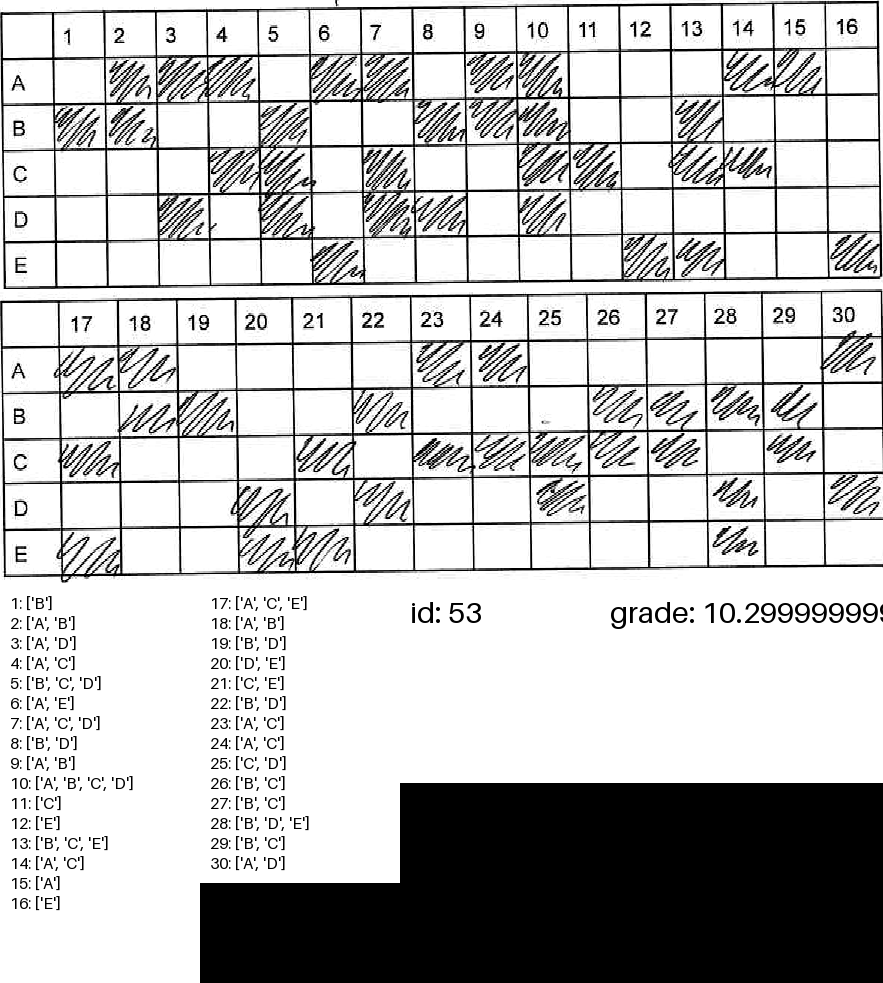 1 2 3 4 5 6 7 8 9 10 11 12 13 14 15 16
A
B
C
D
E
17 18 19 20 21 22 23 24 25 26 27 28 29 30
A
B
C
D
E
1: ['B']
2: ['A', 'B']
3: ['A', 'D']
4: ['A', 'C']
5: ['B', 'C', 'D']
6: ['A', 'E']
7: ['A', 'C', 'D']
8: ['B', 'D']
9: ['A', 'B']
10: ['A', 'B', 'C', 'D']
11: ['C']
12: ['E']
13: ['B', 'C', 'E']
14: ['A', 'C']
15: ['A']
16: ['E']
17: ['A', 'C', 'E']
18: ['A', 'B']
19: ['B', 'D']
20: ['D', 'E']
21: ['C', 'E']
22: ['B', 'D']
23: ['A', 'C']
24: ['A', 'C']
25: ['C', 'D']
26: ['B', 'C']
27: ['B', 'C']
28: ['B', 'D', 'E']
29: ['B', 'C']
30: ['A', 'D']
id: 53
grade: 10.299999999